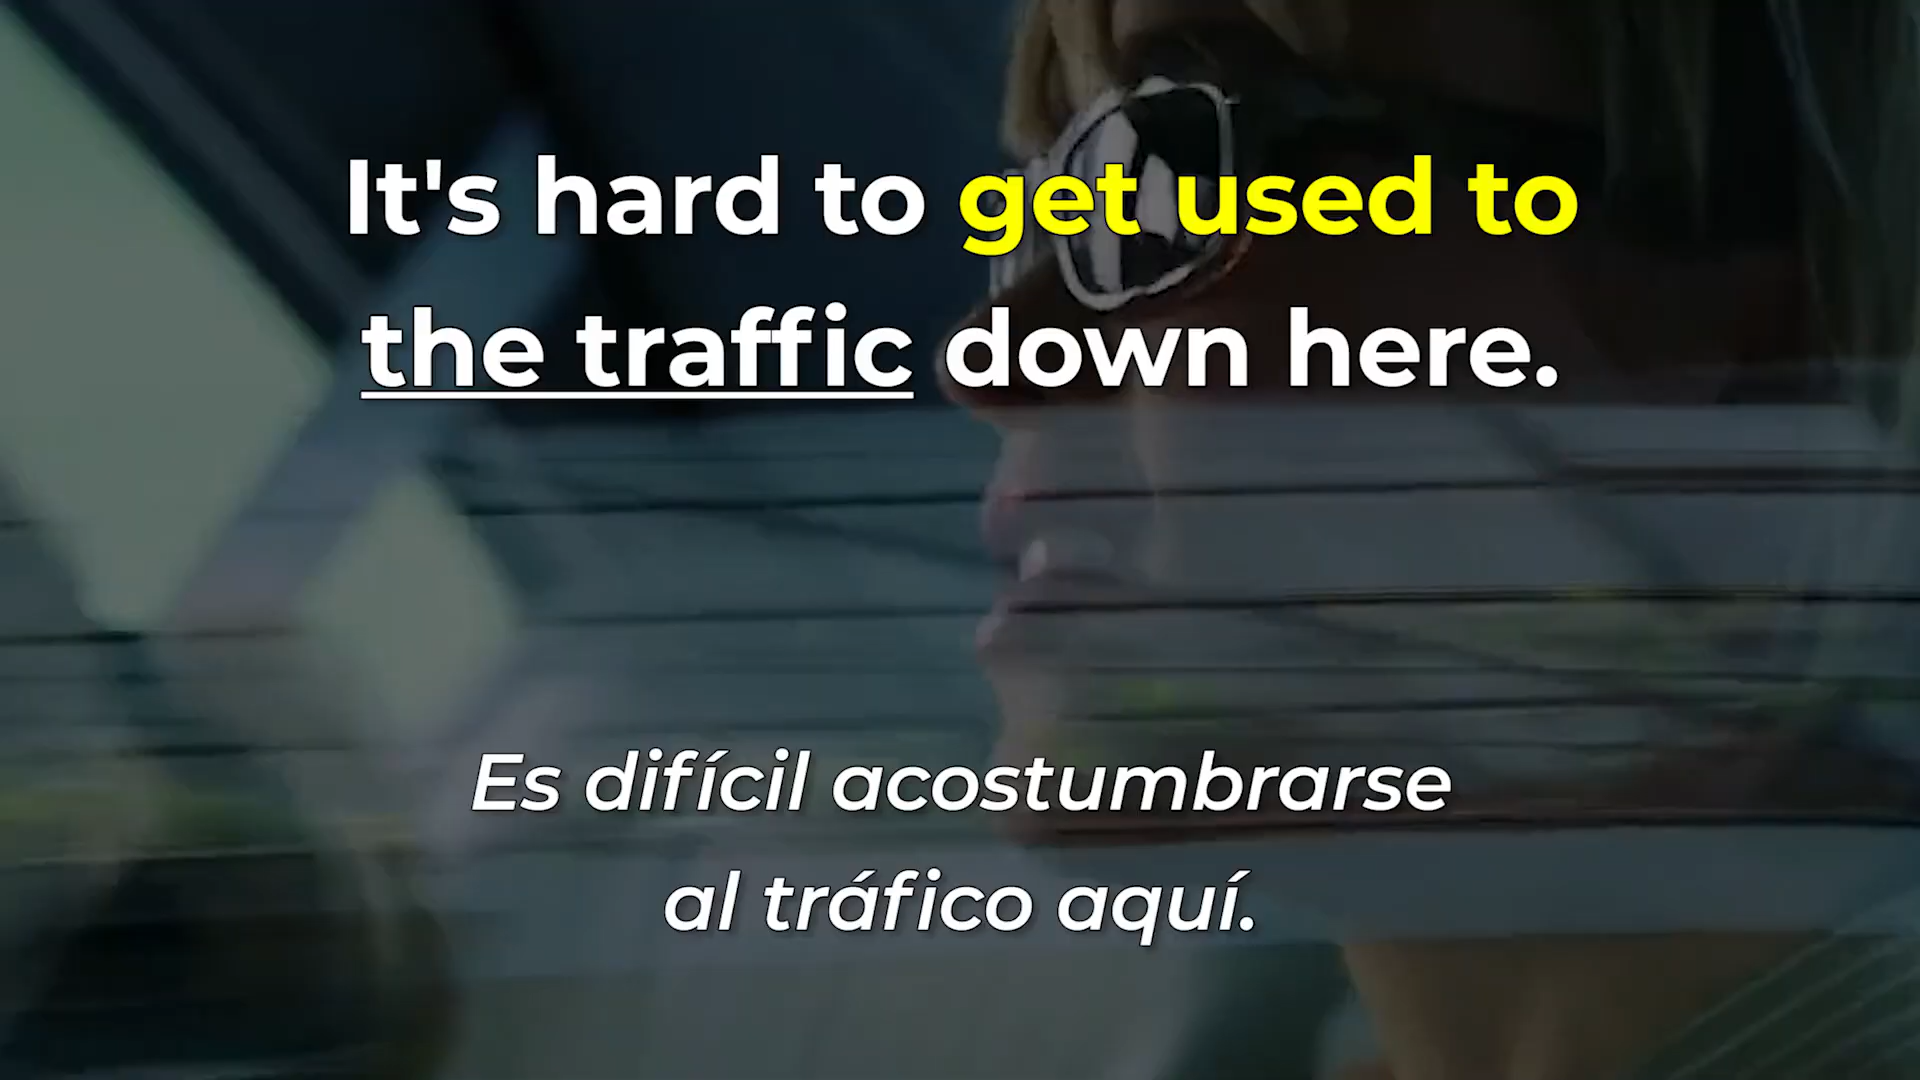 It's hard to get used to
the traffic down here.
Es difícil acostumbrarse
al tráfico aquí.